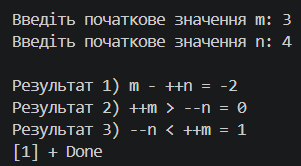 Введіть початкове значення m: 3
Введіть початкове значення n: 4
Результат 1) m - ++n = -2
Результат 2) ++m > --n = 0
Результат 3) --n < ++m = 1
[1] + Done